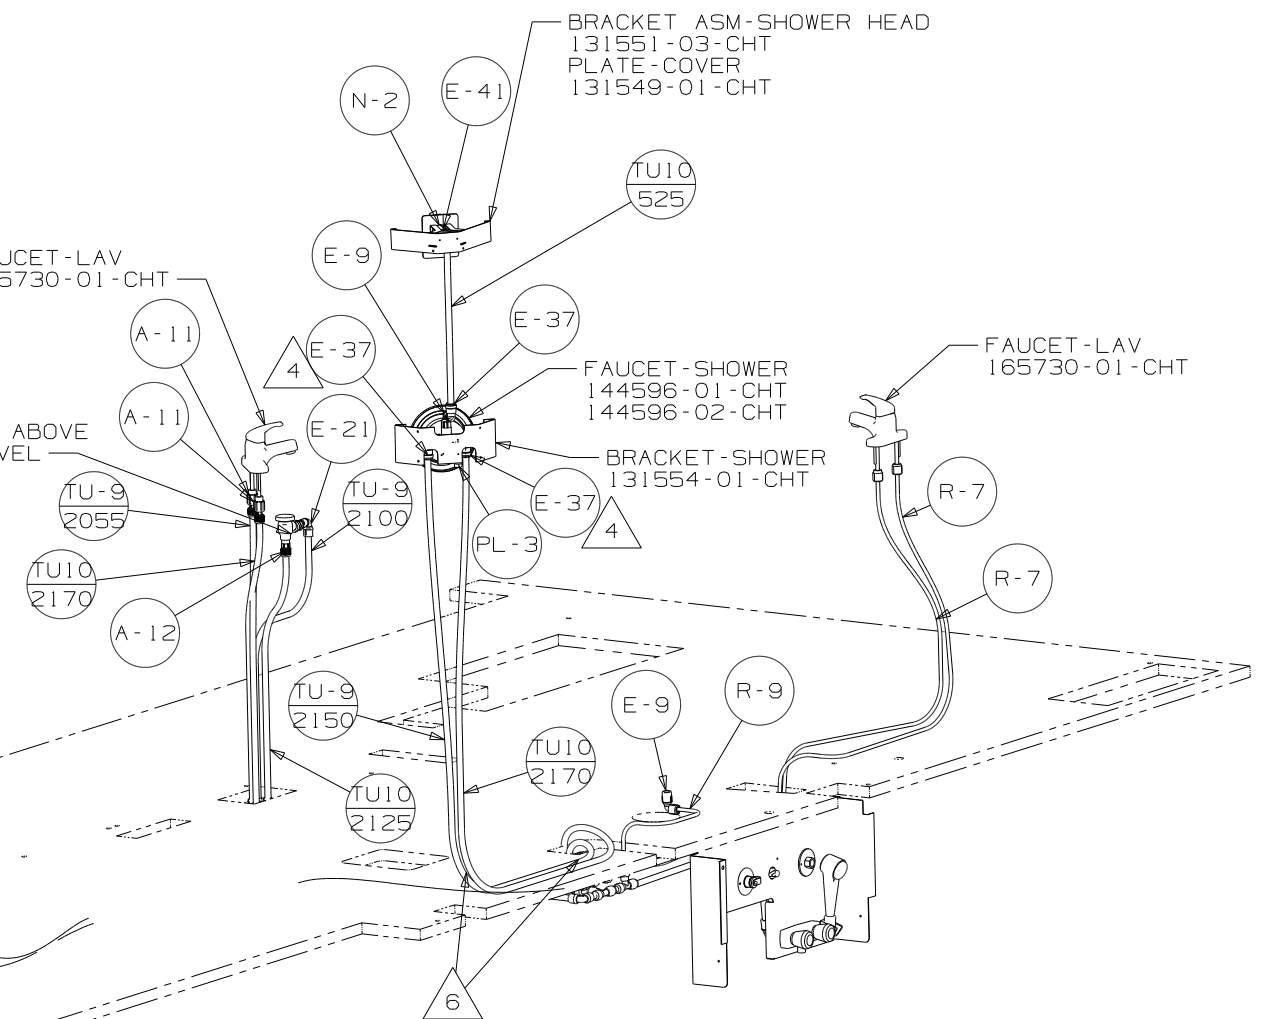 BRACKET ASM-SHOWER HEAD
131551-03-CHT
PLATE-COVER
131549-01-CHT
N-2
E-41
TU10
525
UCET-LAV
5730-01-CHT
E-9
A-11
4
E-37
E-37
FAUCET-SHOWER
144596-01-CHT
144596-02-CHT
FAUCET-LAV
165730-01-CHT
A-11
ABOVE
VEL
E-21
BRACKET-SHOWER
131554-01-CHT
TU-9
2055
TU-9
2100
E-37
4
R-7
PL-3
TU10
2170
R-7
A-12
TU-9
2150
E-9
R-9
TU10
2170
TU10
2125
6